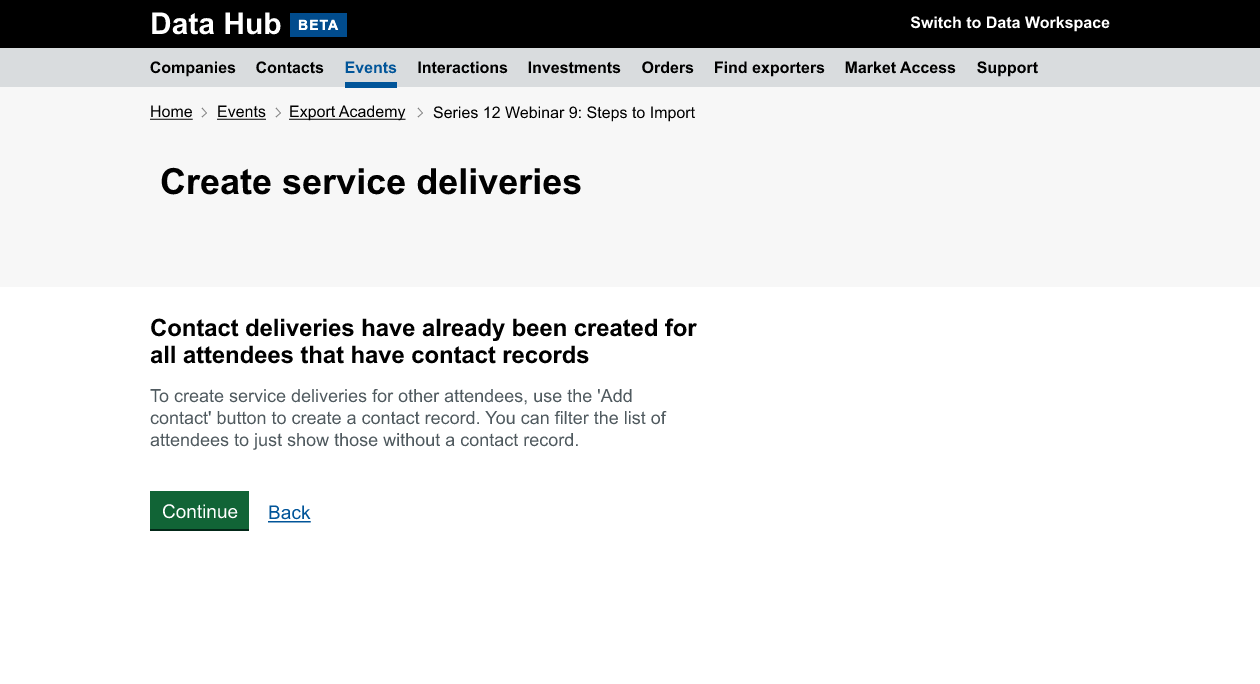 Data Hub BETA
Switch to Data Workspace
Companies Contacts Events Interactions Investments Orders Find exporters Market Access Support
Home Events Export Academy Series 12 Webinar 9: Steps to Import
Create service deliveries
Contact deliveries have already been created for
all attendees that have contact records
To create service deliveries for other attendees, use the 'Add
contact' button to create a contact record. You can filter the list of
attendees to just show those without a contact record.
Continue Back